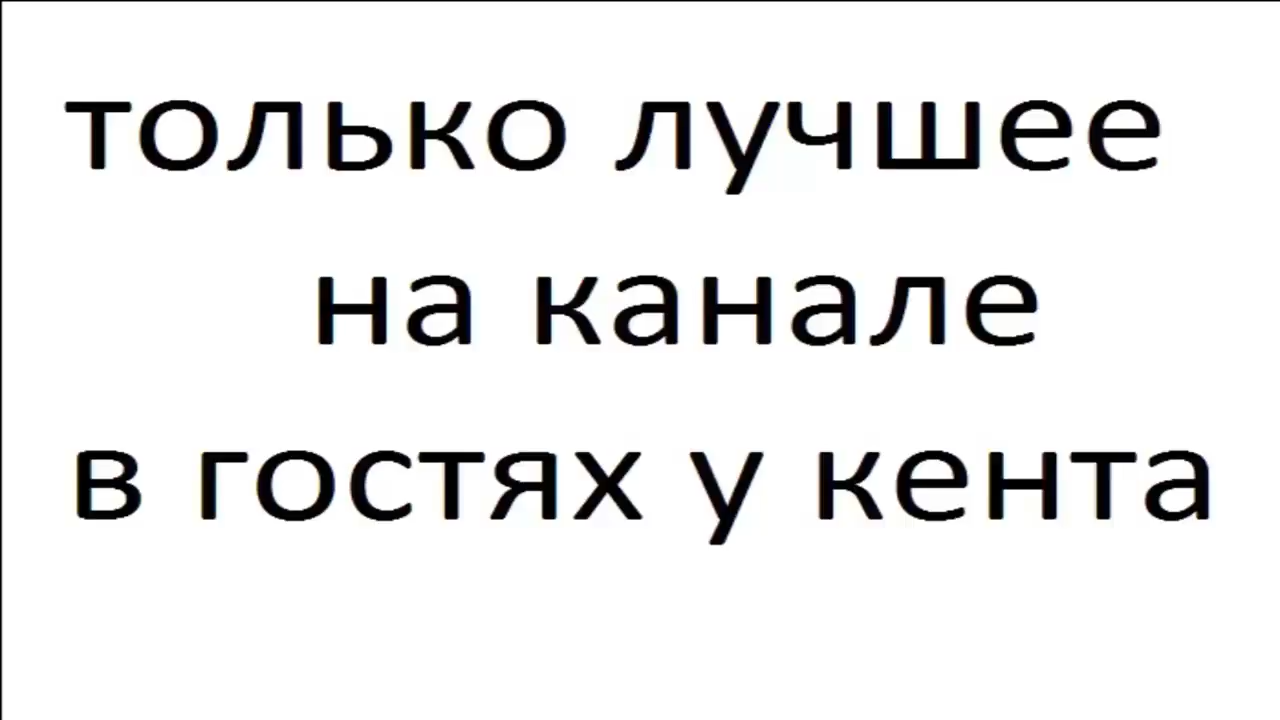 только лучшее
на канале
в гостях у кента